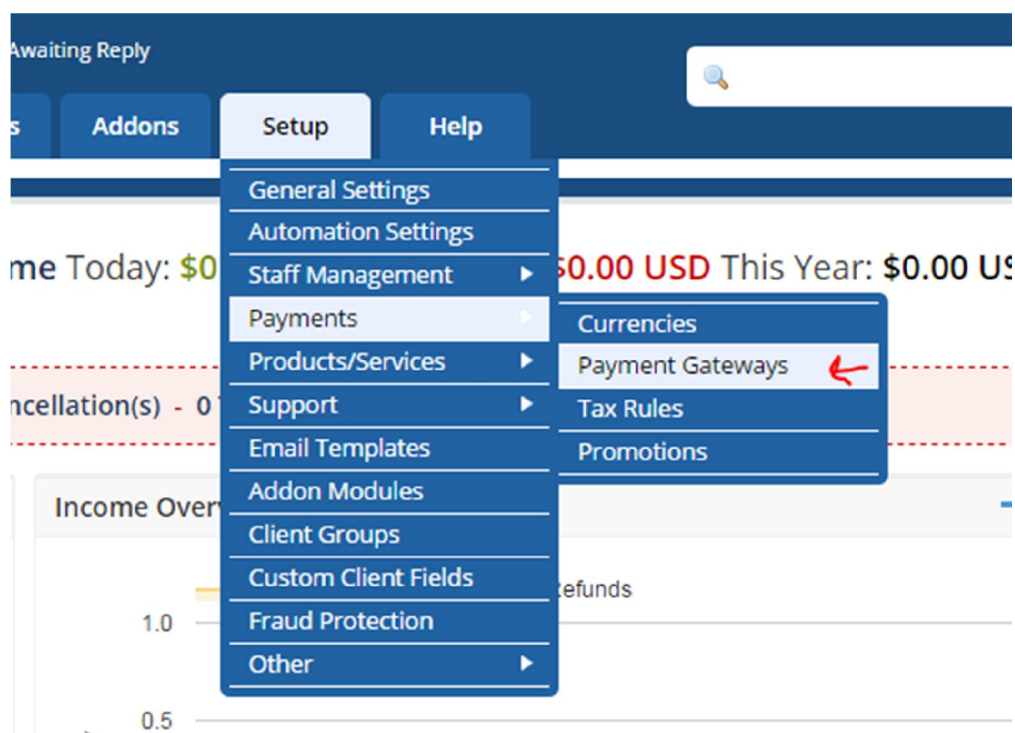 Awaiting Reply
s Addons Setup Help
General Settings
Automation Settings
Staff Management
Payments
Products/Services
Support
Email Templates
Addon Modules
Client Groups
Custom Client Fields
Fraud Protection
Other
Currencies
Payment Gateways
Tax Rules
Promotions
me Today: $0 $0.00 USD This Year: $0.00 US
ncellation(s) - 0
Income Over
efunds
1.0
0.5